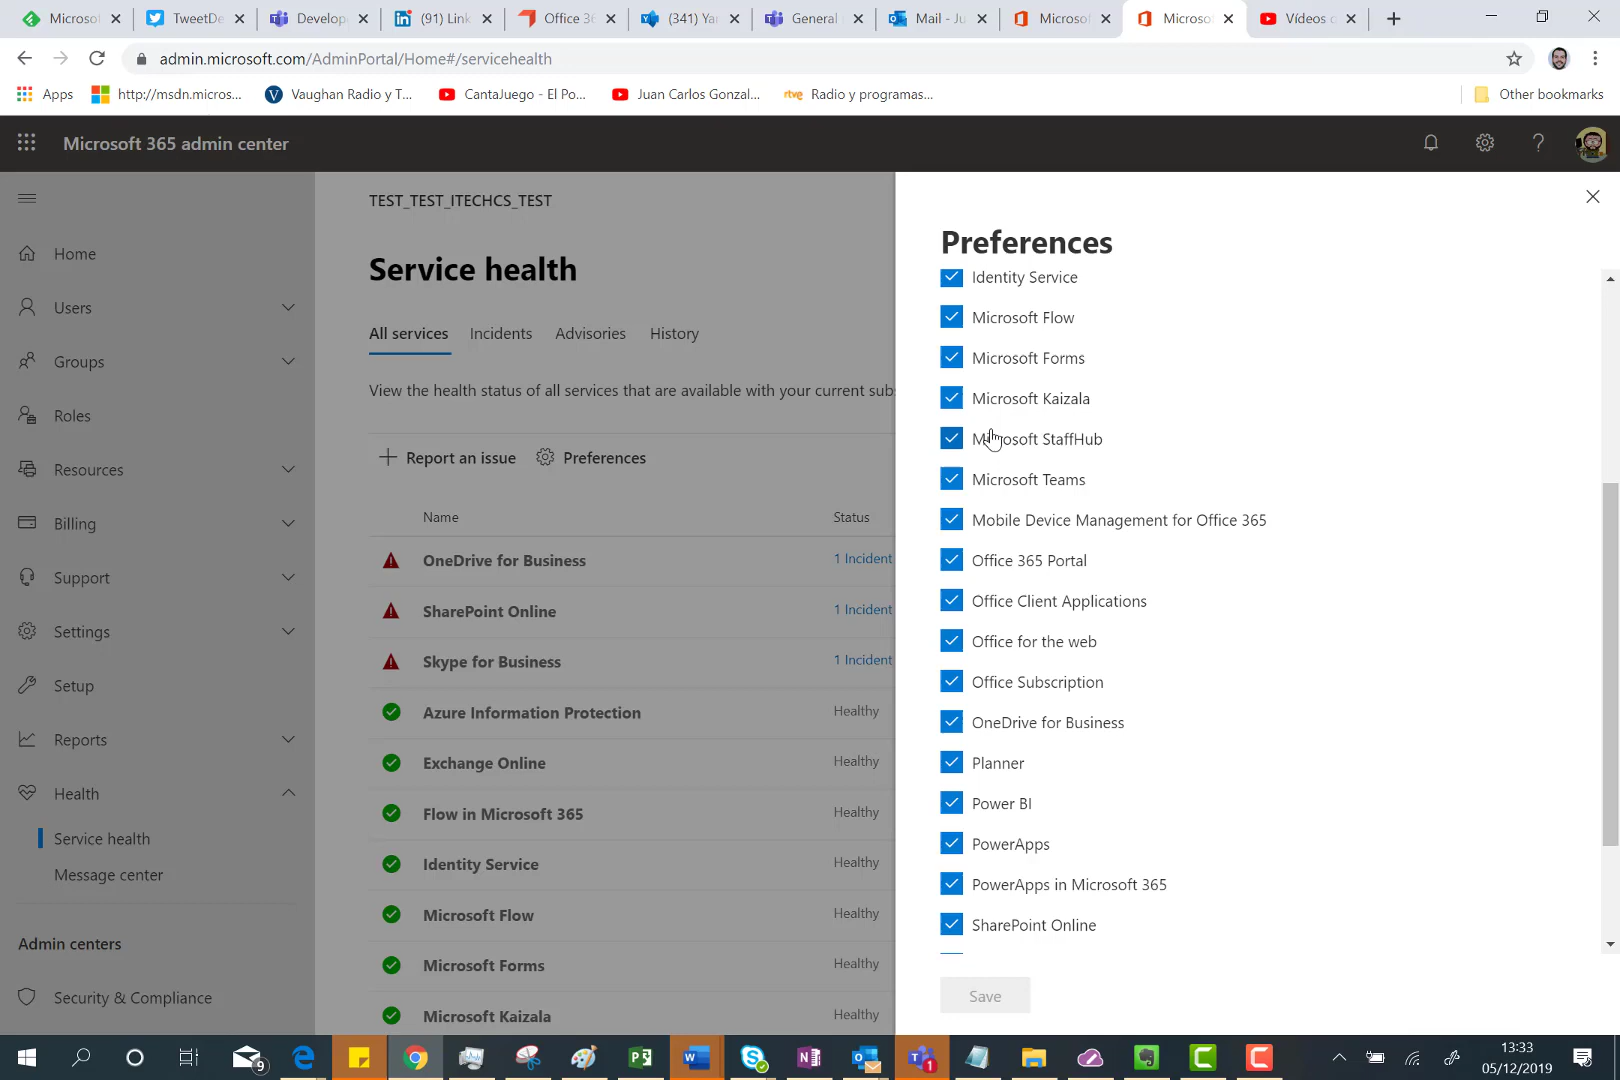 Microsof
TweetDe
Develop
(91) Link
Office 36
(341) Ya
General
Mail - Ju
Microsof
Microso
Vídeos d
admin.microsoft.com/AdminPortal/Home#/servicehealth
Apps
http://msdn.micros...
Vaughan Radio y T...
CantaJuego - El Po...
Juan Carlos Gonzal...
rtve Radio y programas...
Other bookmarks
Microsoft 365 admin center
Home
Users
Groups
Roles
Resources
Billing
Support
Settings
Setup
Reports
Health
Service health
Message center
Admin centers
Security & Compliance
TEST_TEST_ITECHCS_TEST
Service health
All services Incidents Advisories History
View the health status of all services that are available with your current sub
Report an issue Preferences
Name Status
OneDrive for Business 1 Incident
SharePoint Online 1 Incident
Skype for Business 1 Incident
Azure Information Protection Healthy
Exchange Online Healthy
Flow in Microsoft 365 Healthy
Identity Service Healthy
Microsoft Flow Healthy
Microsoft Forms Healthy
Microsoft Kaizala Healthy
Preferences
Identity Service
Microsoft Flow
Microsoft Forms
Microsoft Kaizala
Microsoft StaffHub
Microsoft Teams
Mobile Device Management for Office 365
Office 365 Portal
Office Client Applications
Office for the web
Office Subscription
OneDrive for Business
Planner
Power BI
PowerApps
PowerApps in Microsoft 365
SharePoint Online
Save
9
1
13:33
05/12/2019